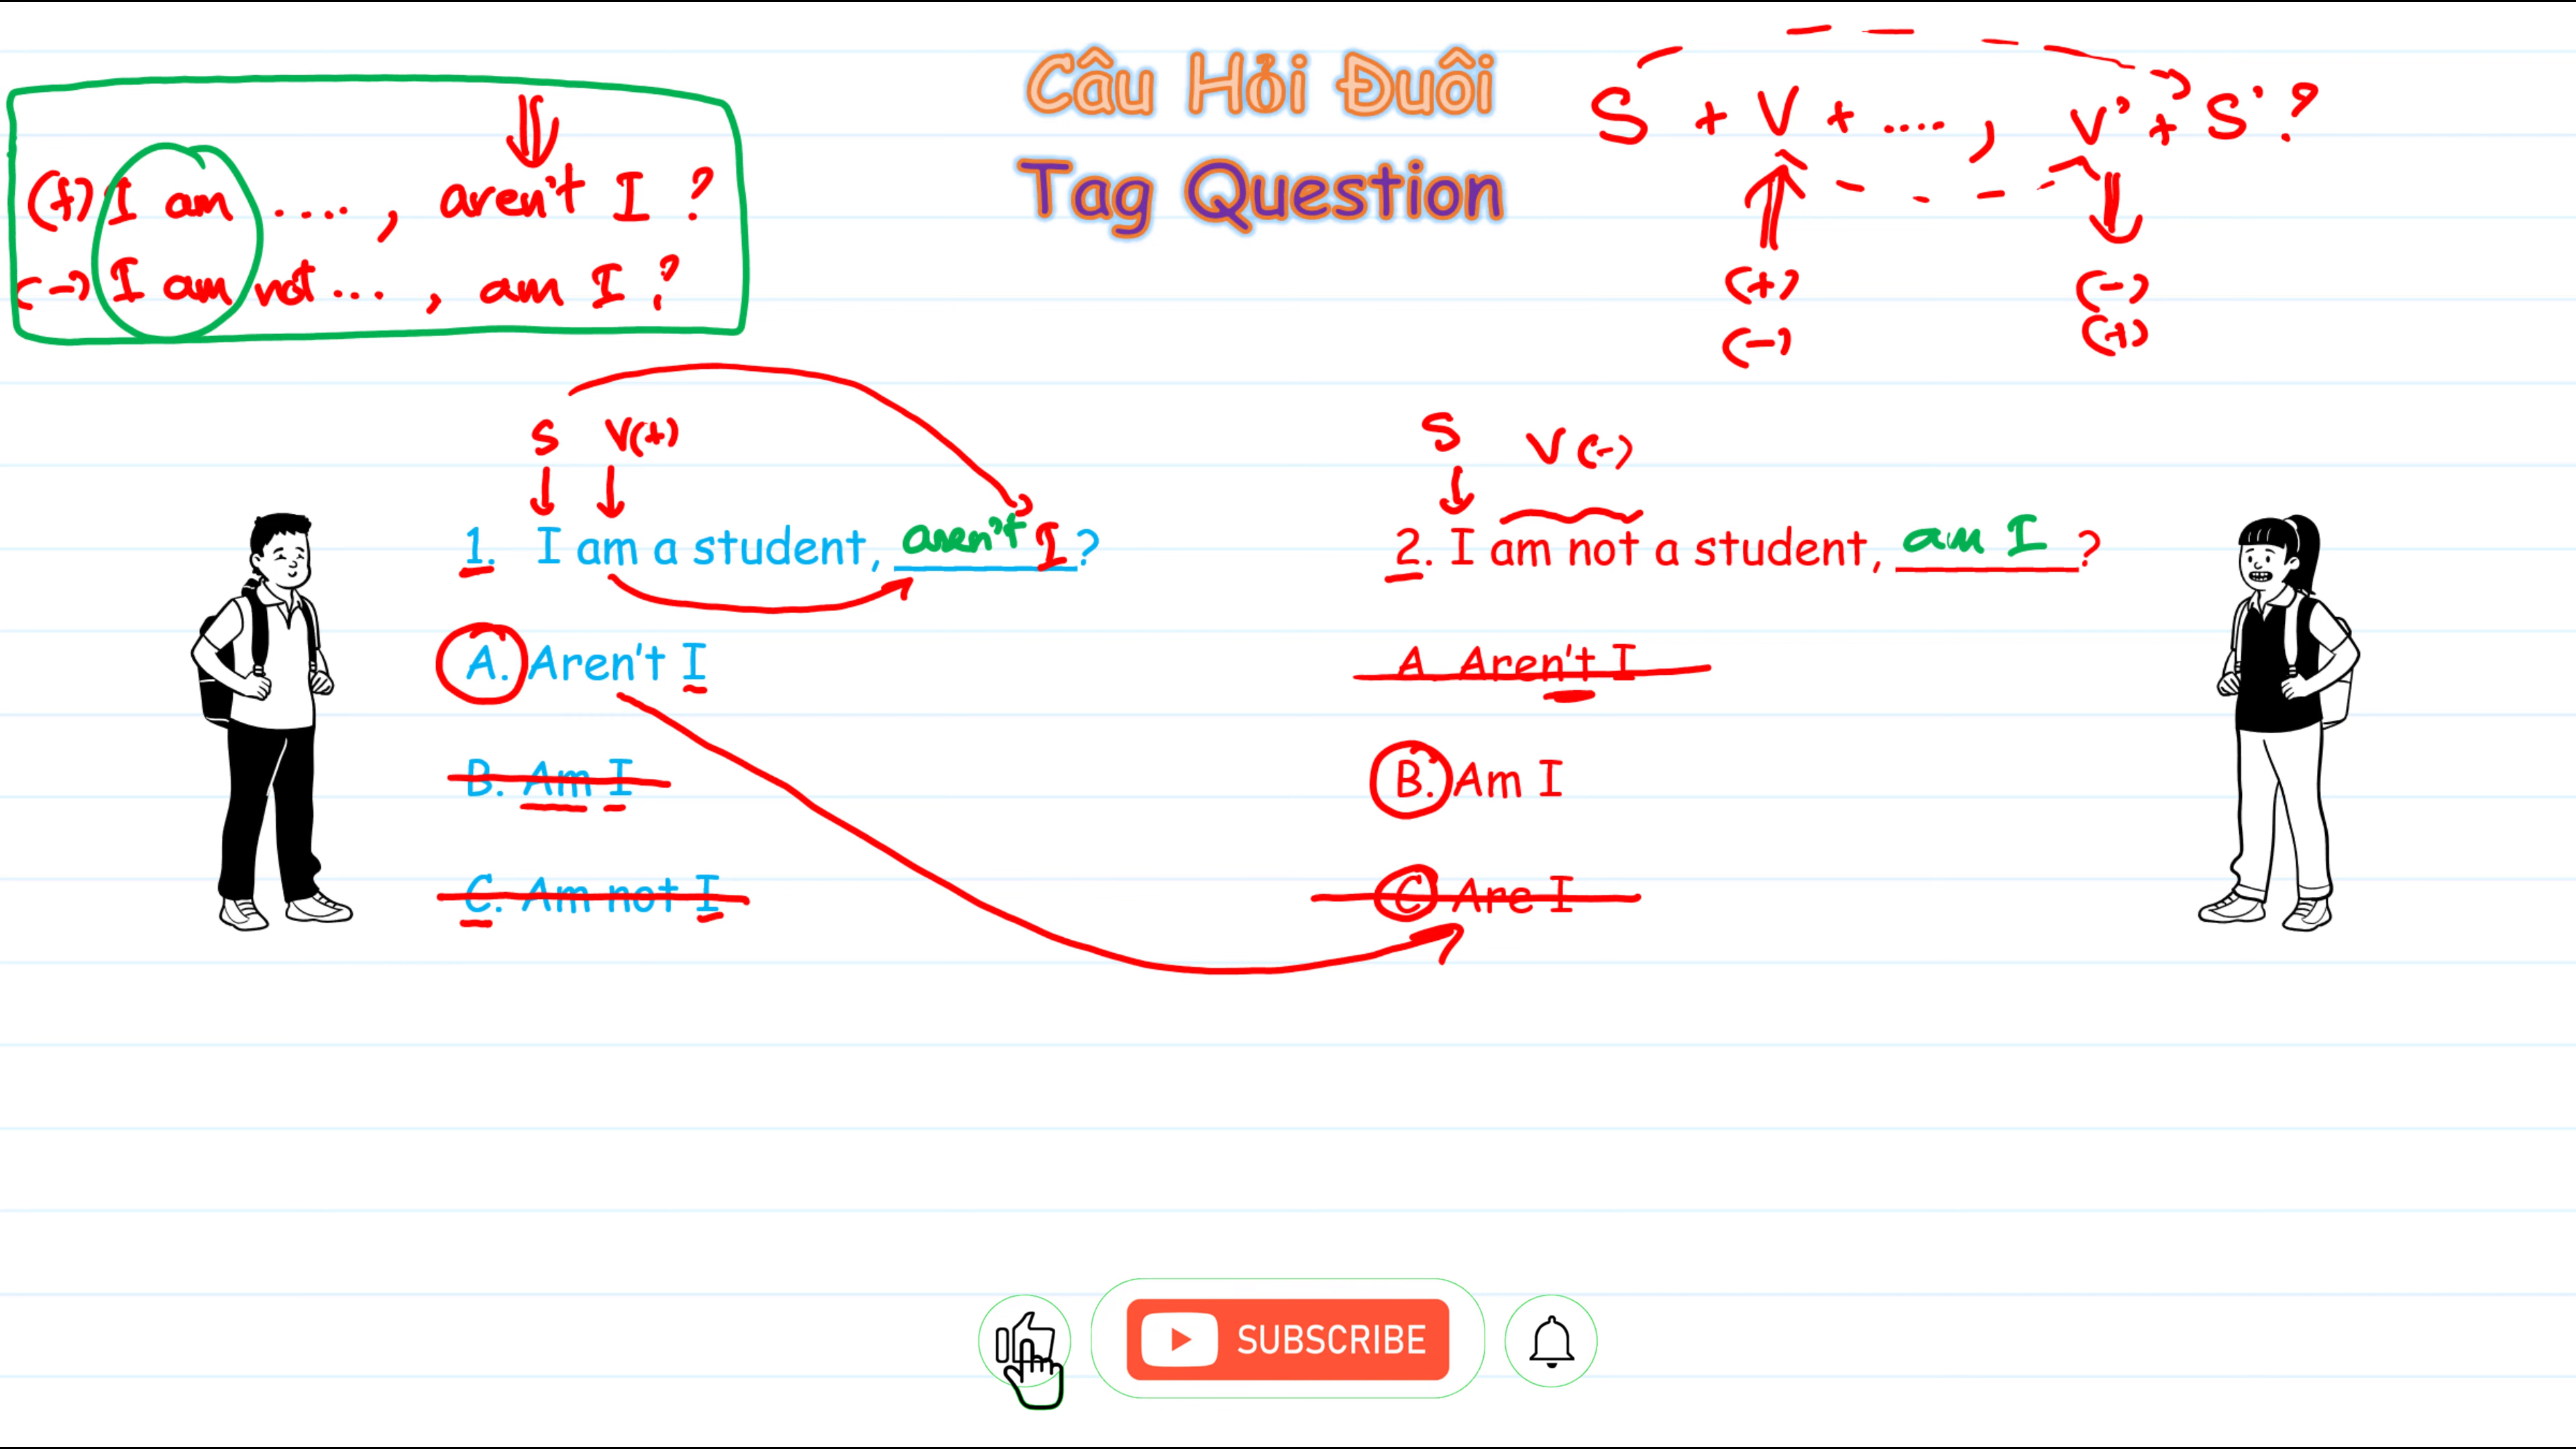 Câu Hỏi Đuôi
Tag Question
(+) I am ...., aren't I ?
(-) I am not ... , am I ?
S + V + ...., V' + S' ?
(+) (-)
(-) (+)
S V(+)
1. I am a student, aren't I?
A. Aren't I
B. Am I
C. Am not I
S V (-)
2. I am not a student, am I ?
A Aren't I
B. Am I
C Are I
SUBSCRIBE